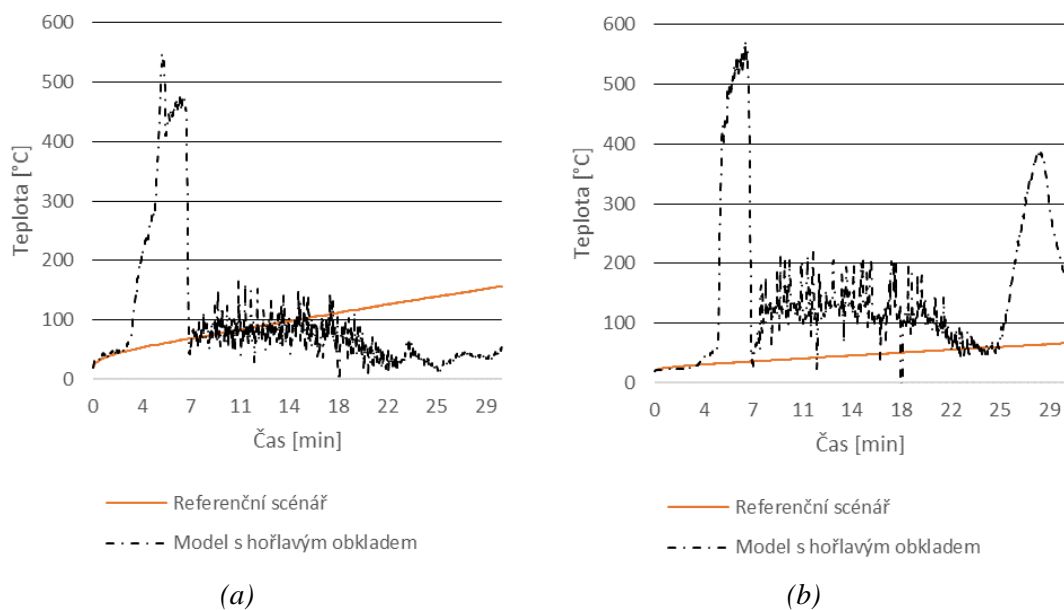 600
500
400
300
200
100
0
Teplota [°C]
0 4 7 11 14 18 22 25 29
Čas [min]
Referenční scénář
Model s hořlavým obkladem
(a)
600
500
400
300
200
100
0
Teplota [°C]
0 4 7 11 14 18 22 25 29
Čas [min]
Referenční scénář
Model s hořlavým obkladem
(b)